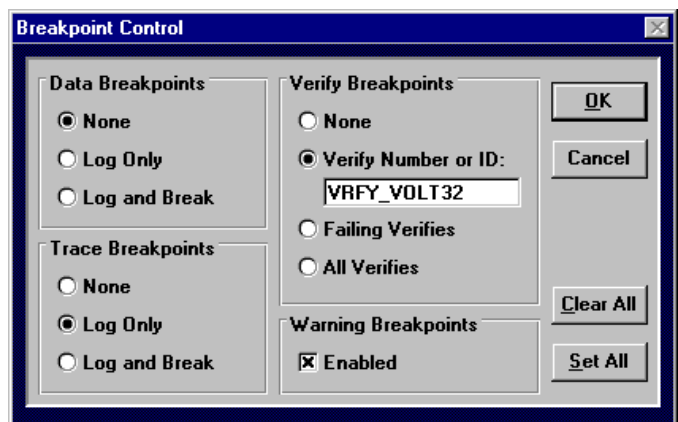 Breakpoint Control
Data Breakpoints
None
Log Only
Log and Break
Trace Breakpoints
None
Log Only
Log and Break
Verify Breakpoints
None
Verify Number or ID:
VRFY_VOLT32
Failing Verifies
All Verifies
Warning Breakpoints
Enabled
OK
Cancel
Clear All
Set All